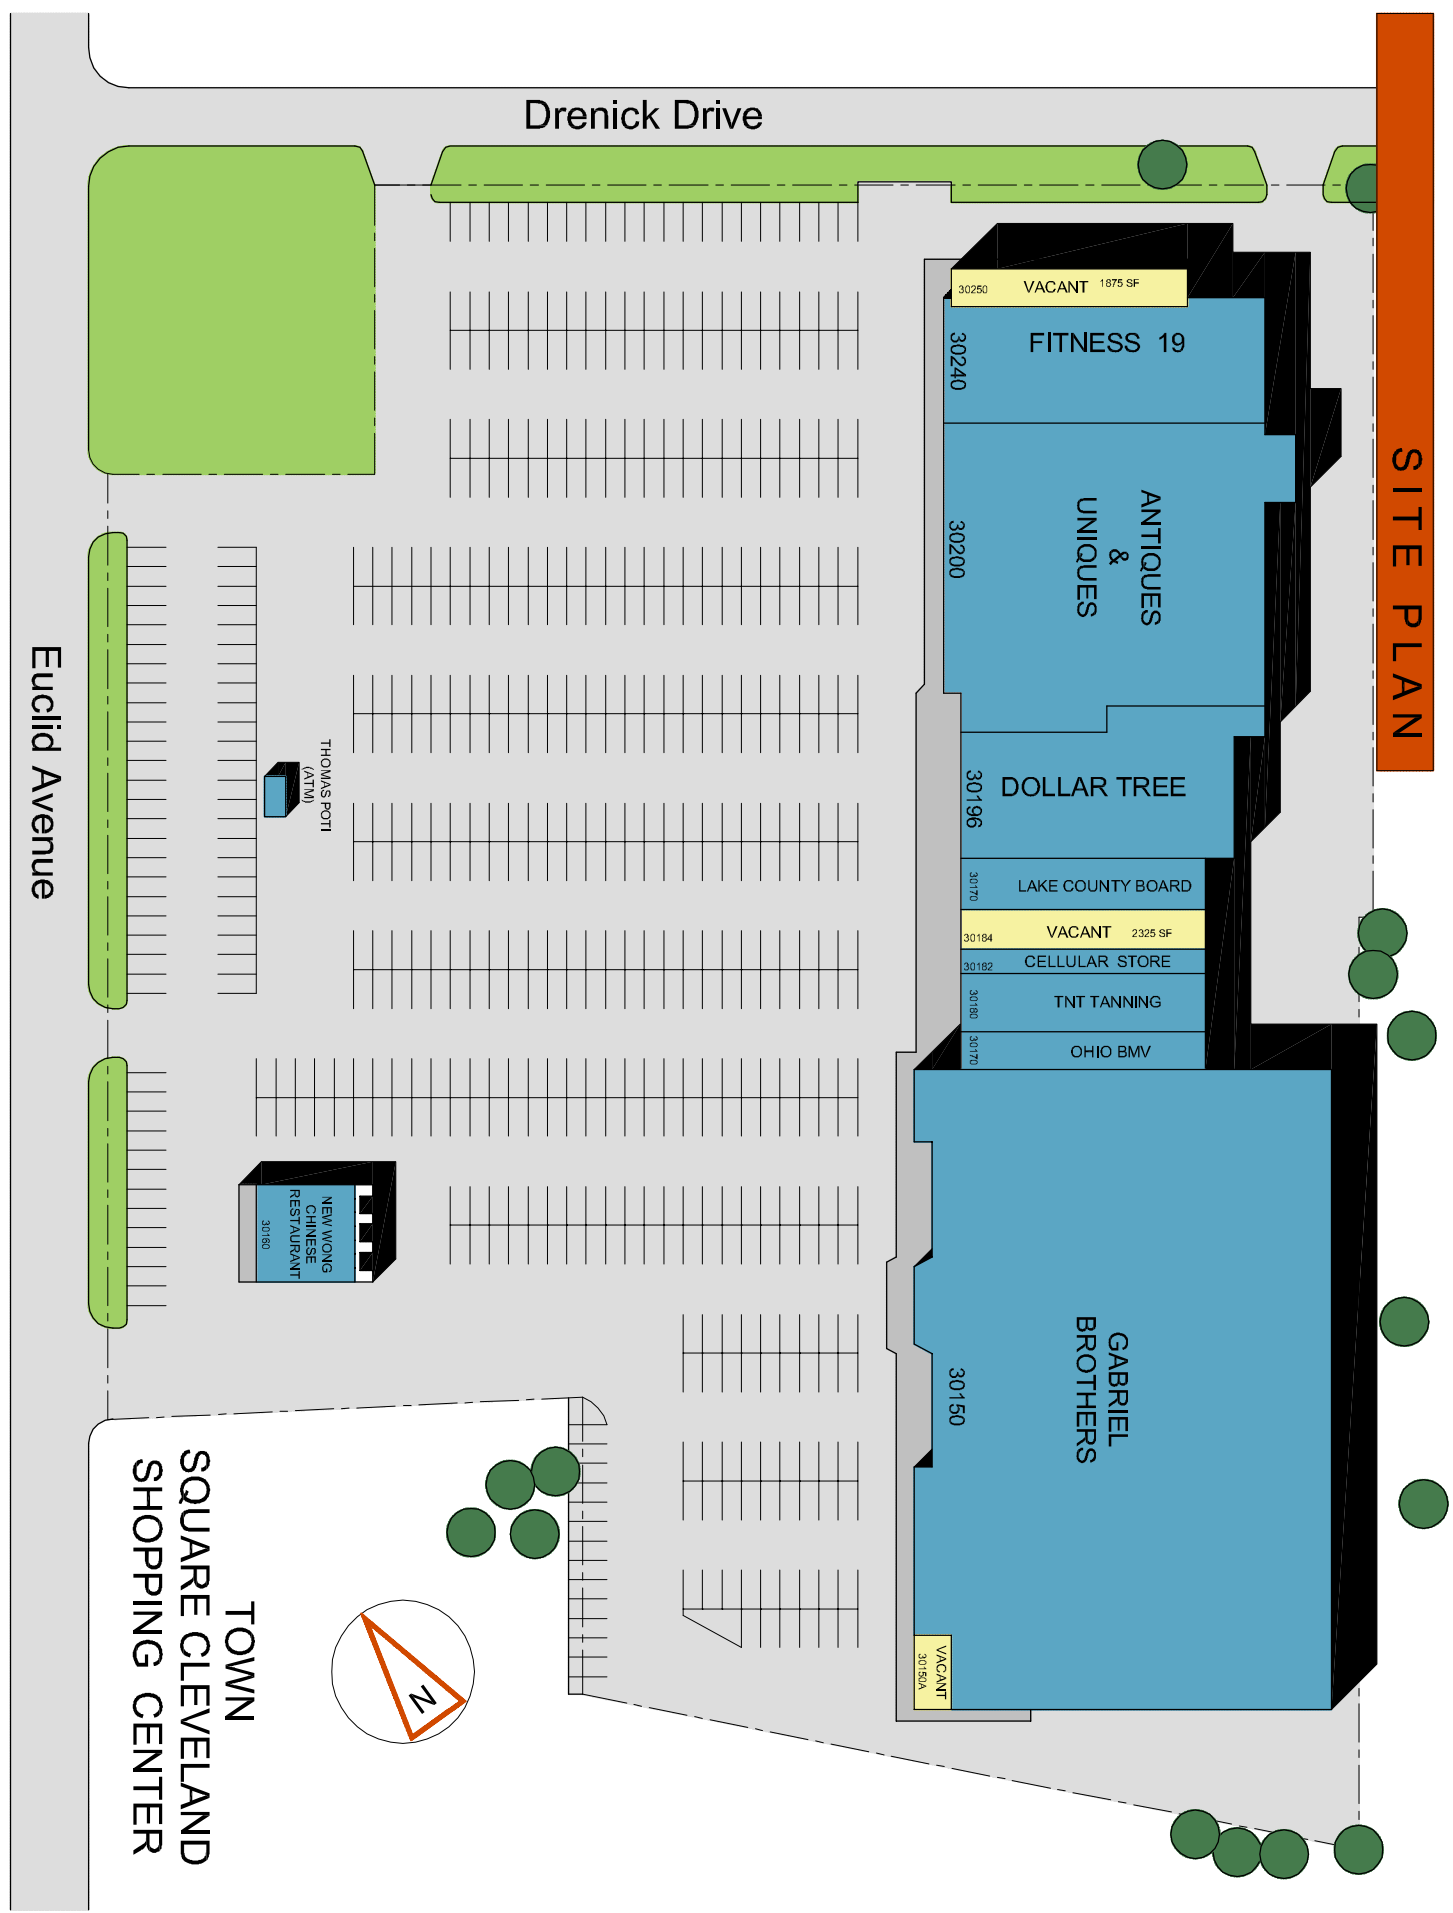 SITE PLAN
Drenick Drive
Euclid Avenue
30250
VACANT 1875 SF
FITNESS 19
30240
ANTIQUES
&
UNIQUES
30200
DOLLAR TREE
30196
30170
LAKE COUNTY BOARD
30184
VACANT 2325 SF
30182
CELLULAR STORE
30180
TNT TANNING
30170
OHIO BMV
GABRIEL
BROTHERS
30150
VACANT
30150A
THOMAS POTI
(ATM)
NEW WONG
CHINESE
RESTAURANT
30160
TOWN
SQUARE CLEVELAND
SHOPPING CENTER
N